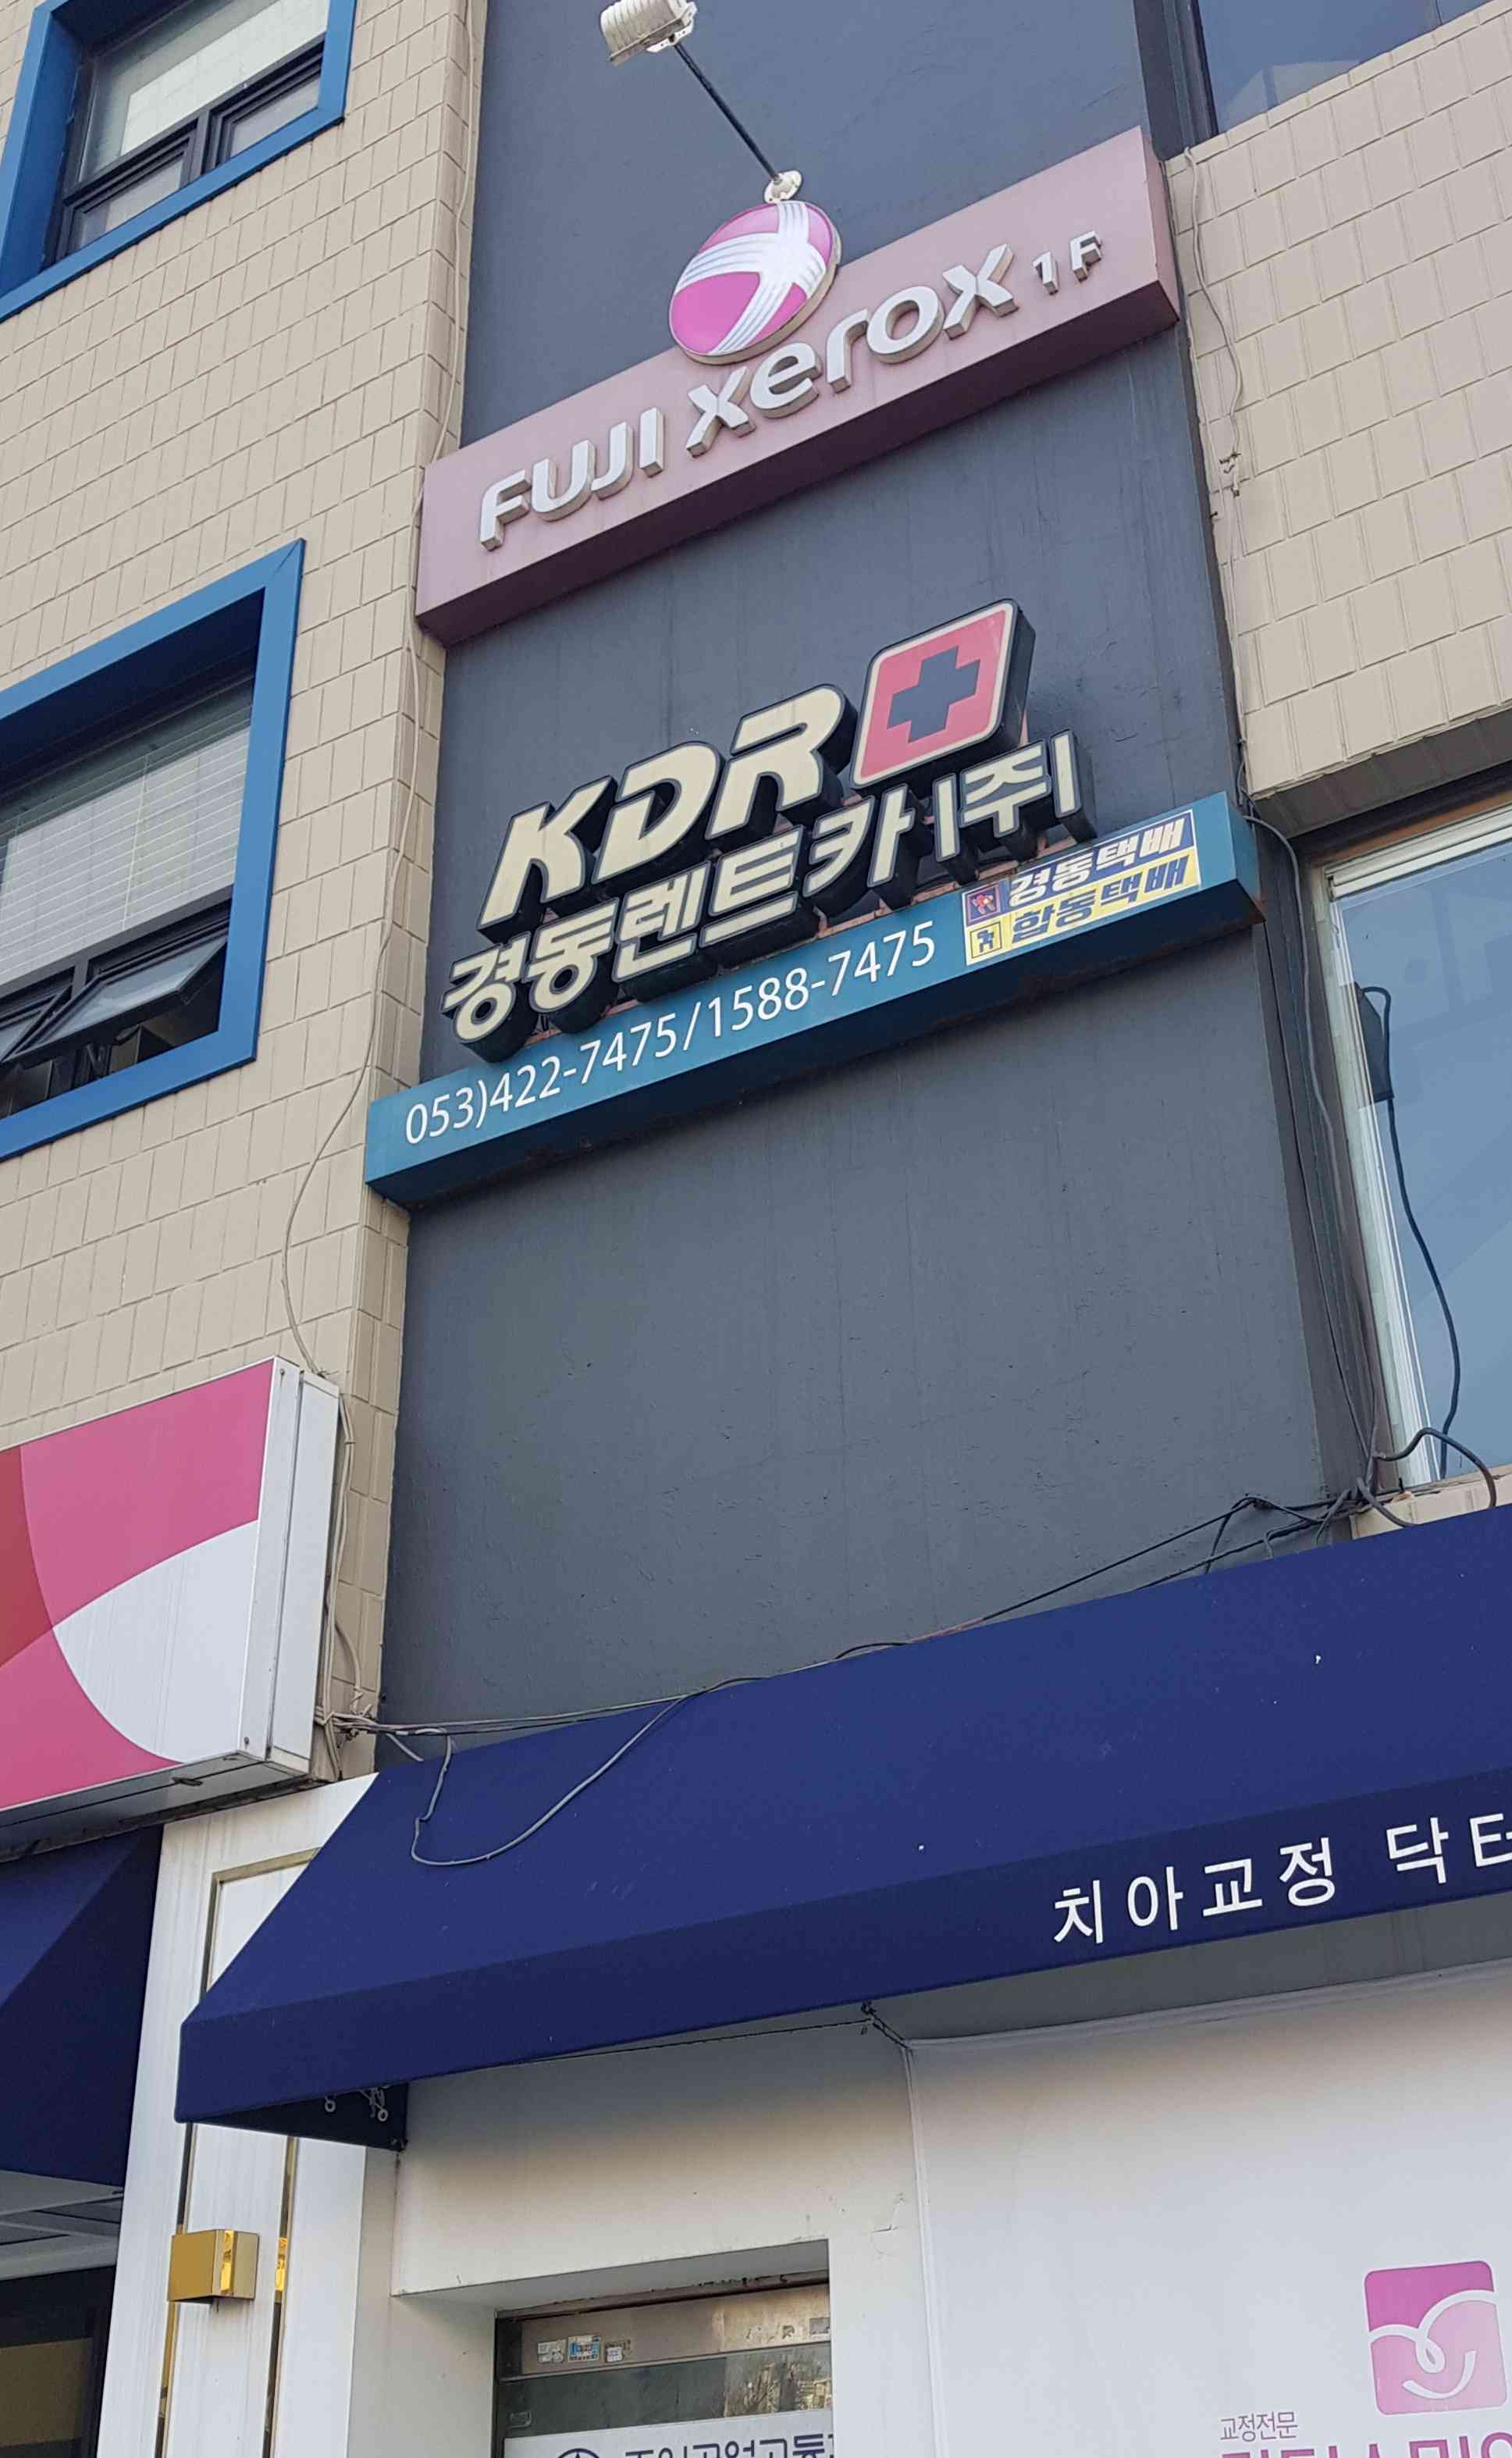 FUJI xerox 1F
KDR
경동렌트카(주)
053)422-7475/1588-7475
경동택배
합동택배
치아교정 닥터
교정전문